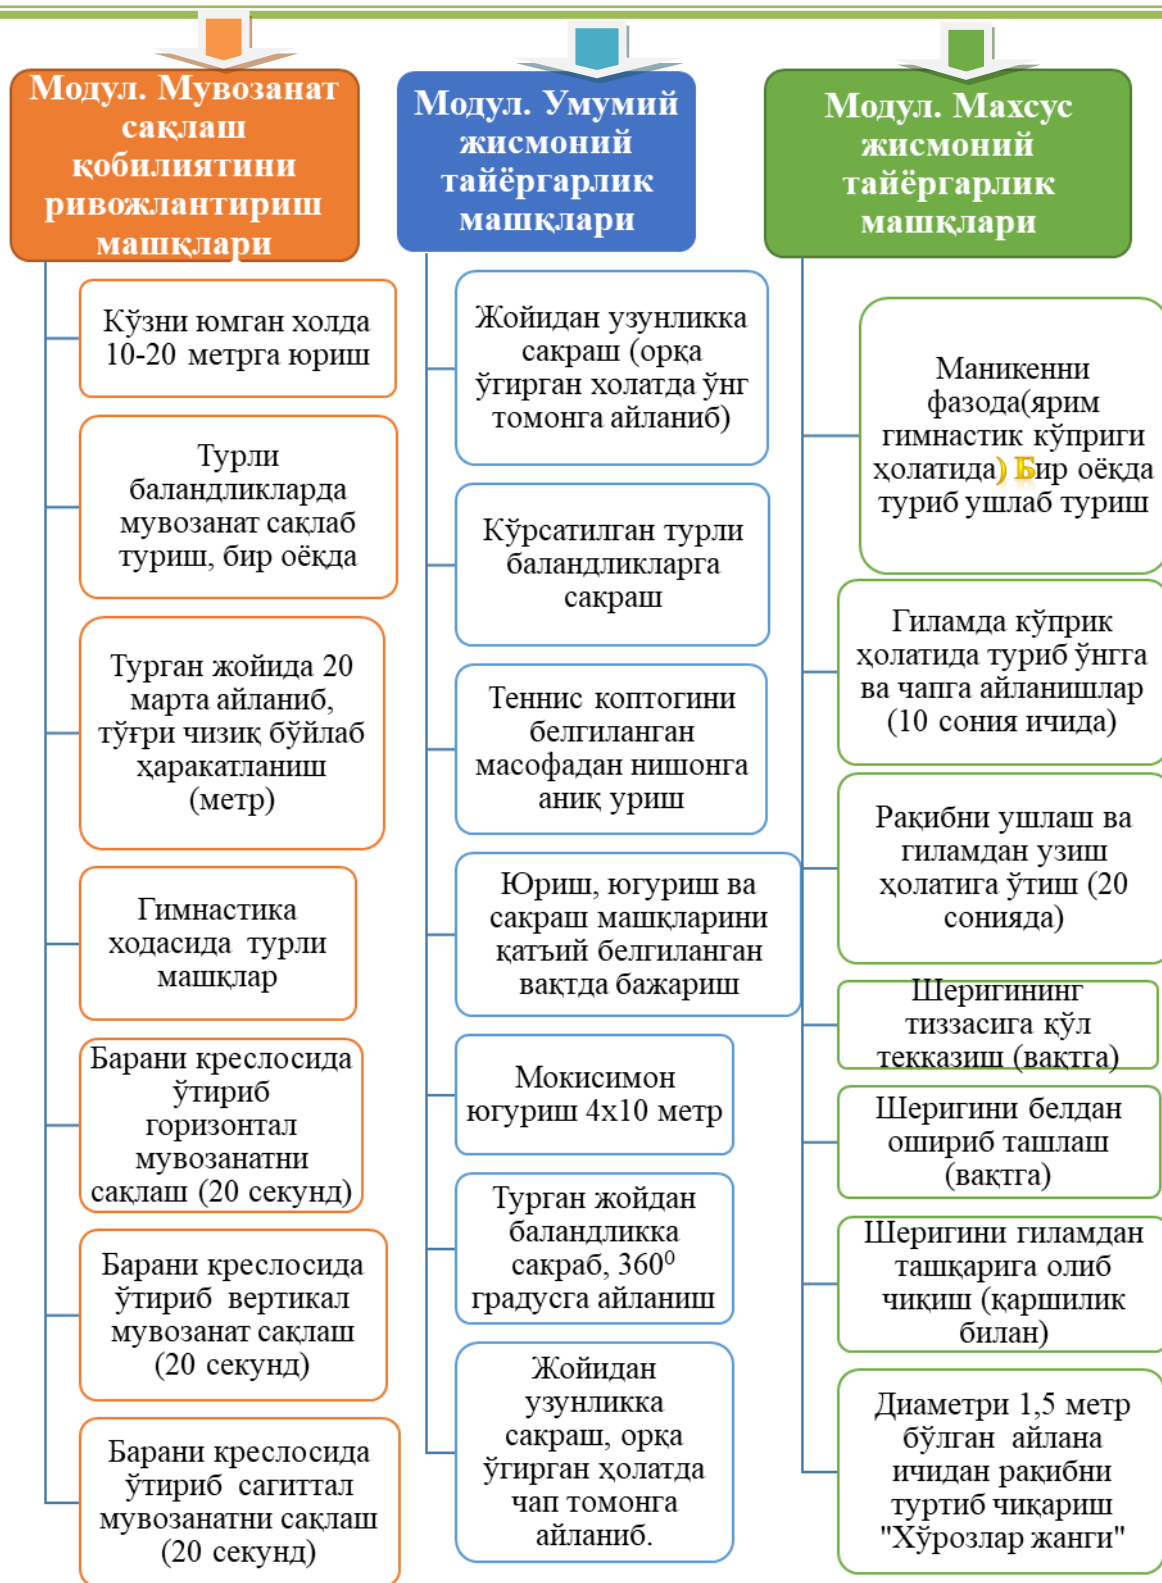 Модул. Мувозанат
сақлаш
қобилиятини
ривожлантириш
машқлари
Кўзни юмган холда
10-20 метрга юриш
Турли
баландликларда
мувозанат сақлаб
туриш, бир оёқда
Турган жойида 20
марта айланиб,
тўғри чизиқ бўйлаб
ҳаракатланиш
(метр)
Гимнастика
ходасида турли
машқлар
Барани креслосида
ўтириб
горизонтал
мувозанатни
сақлаш (20 секунд)
Барани креслосида
ўтириб вертикал
мувозанат сақлаш
(20 секунд)
Барани креслосида
ўтириб сагиттал
мувозанатни сақлаш
(20 секунд)
Модул. Умумий
жисмоний
тайёргарлик
машқлари
Жойидан узунликка
сакраш (орқа
ўгирган холатда ўнг
томонга айланиб)
Кўрсатилган турли
баландликларга
сакраш
Теннис коптогини
белгиланган
масофадан нишонга
аниқ уриш
Юриш, югуриш ва
сакраш машқларини
қатъий белгиланган
вақтда бажариш
Мокисимон
югуриш 4х10 метр
Турган жойдан
баландликка
сакраб, 360⁰
градусга айланиш
Жойидан
узунликка
сакраш, орқа
ўгирган ҳолатда
чап томонга
айланиб.
Модул. Махсус
жисмоний
тайёргарлик
машқлари
Маникенни
фазода(ярим
гимнастик кўприги
ҳолатида) Бир оёқда
туриб ушлаб туриш
Гиламда кўприк
ҳолатида туриб ўнгга
ва чапга айланишлар
(10 сония ичида)
Рақибни ушлаш ва
гиламдан узиш
ҳолатига ўтиш (20
сонияда)
Шеригининг
тиззасига қўл
текказиш (вақтга)
Шеригини белдан
ошириб ташлаш
(вақтга)
Шеригини гиламдан
ташқарига олиб
чиқиш (қаршилик
билан)
Диаметри 1,5 метр
бўлган айлана
ичидан рақибни
туртиб чиқариш
"Хўрозлар жанги"